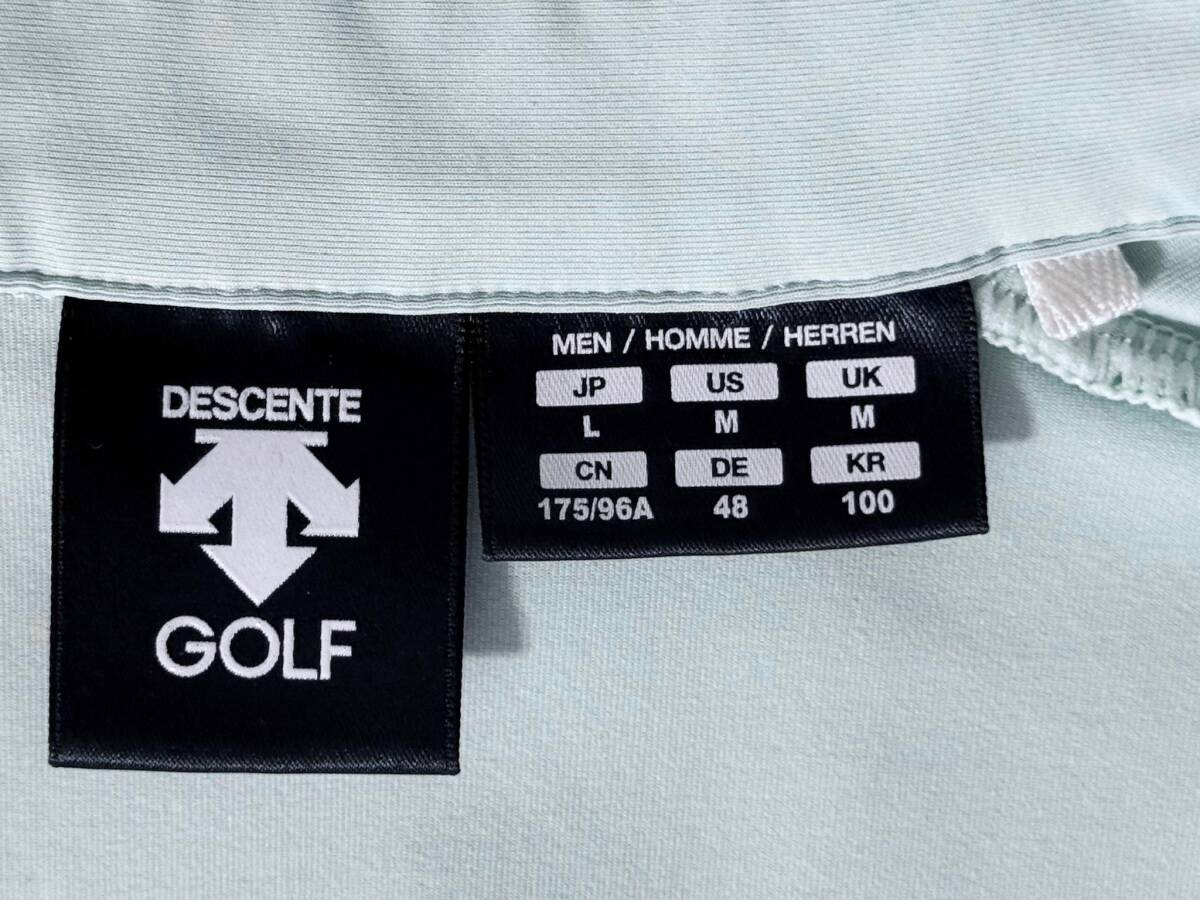 DESCENTE
GOLF
MEN / HOMME / HERREN
JP US UK
L M M
CN DE KR
175/96A 48 100